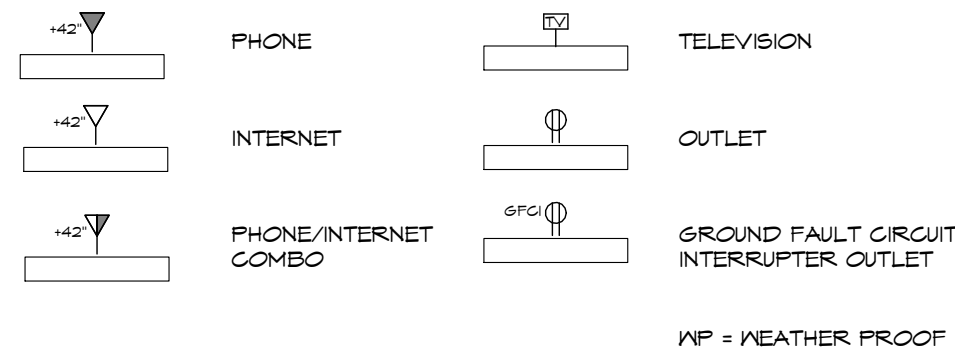 +42"
PHONE
TV
TELEVISION
+42"
INTERNET
OUTLET
+42"
PHONE/INTERNET
COMBO
GFCI
GROUND FAULT CIRCUIT
INTERRUPTER OUTLET
WP = WEATHER PROOF